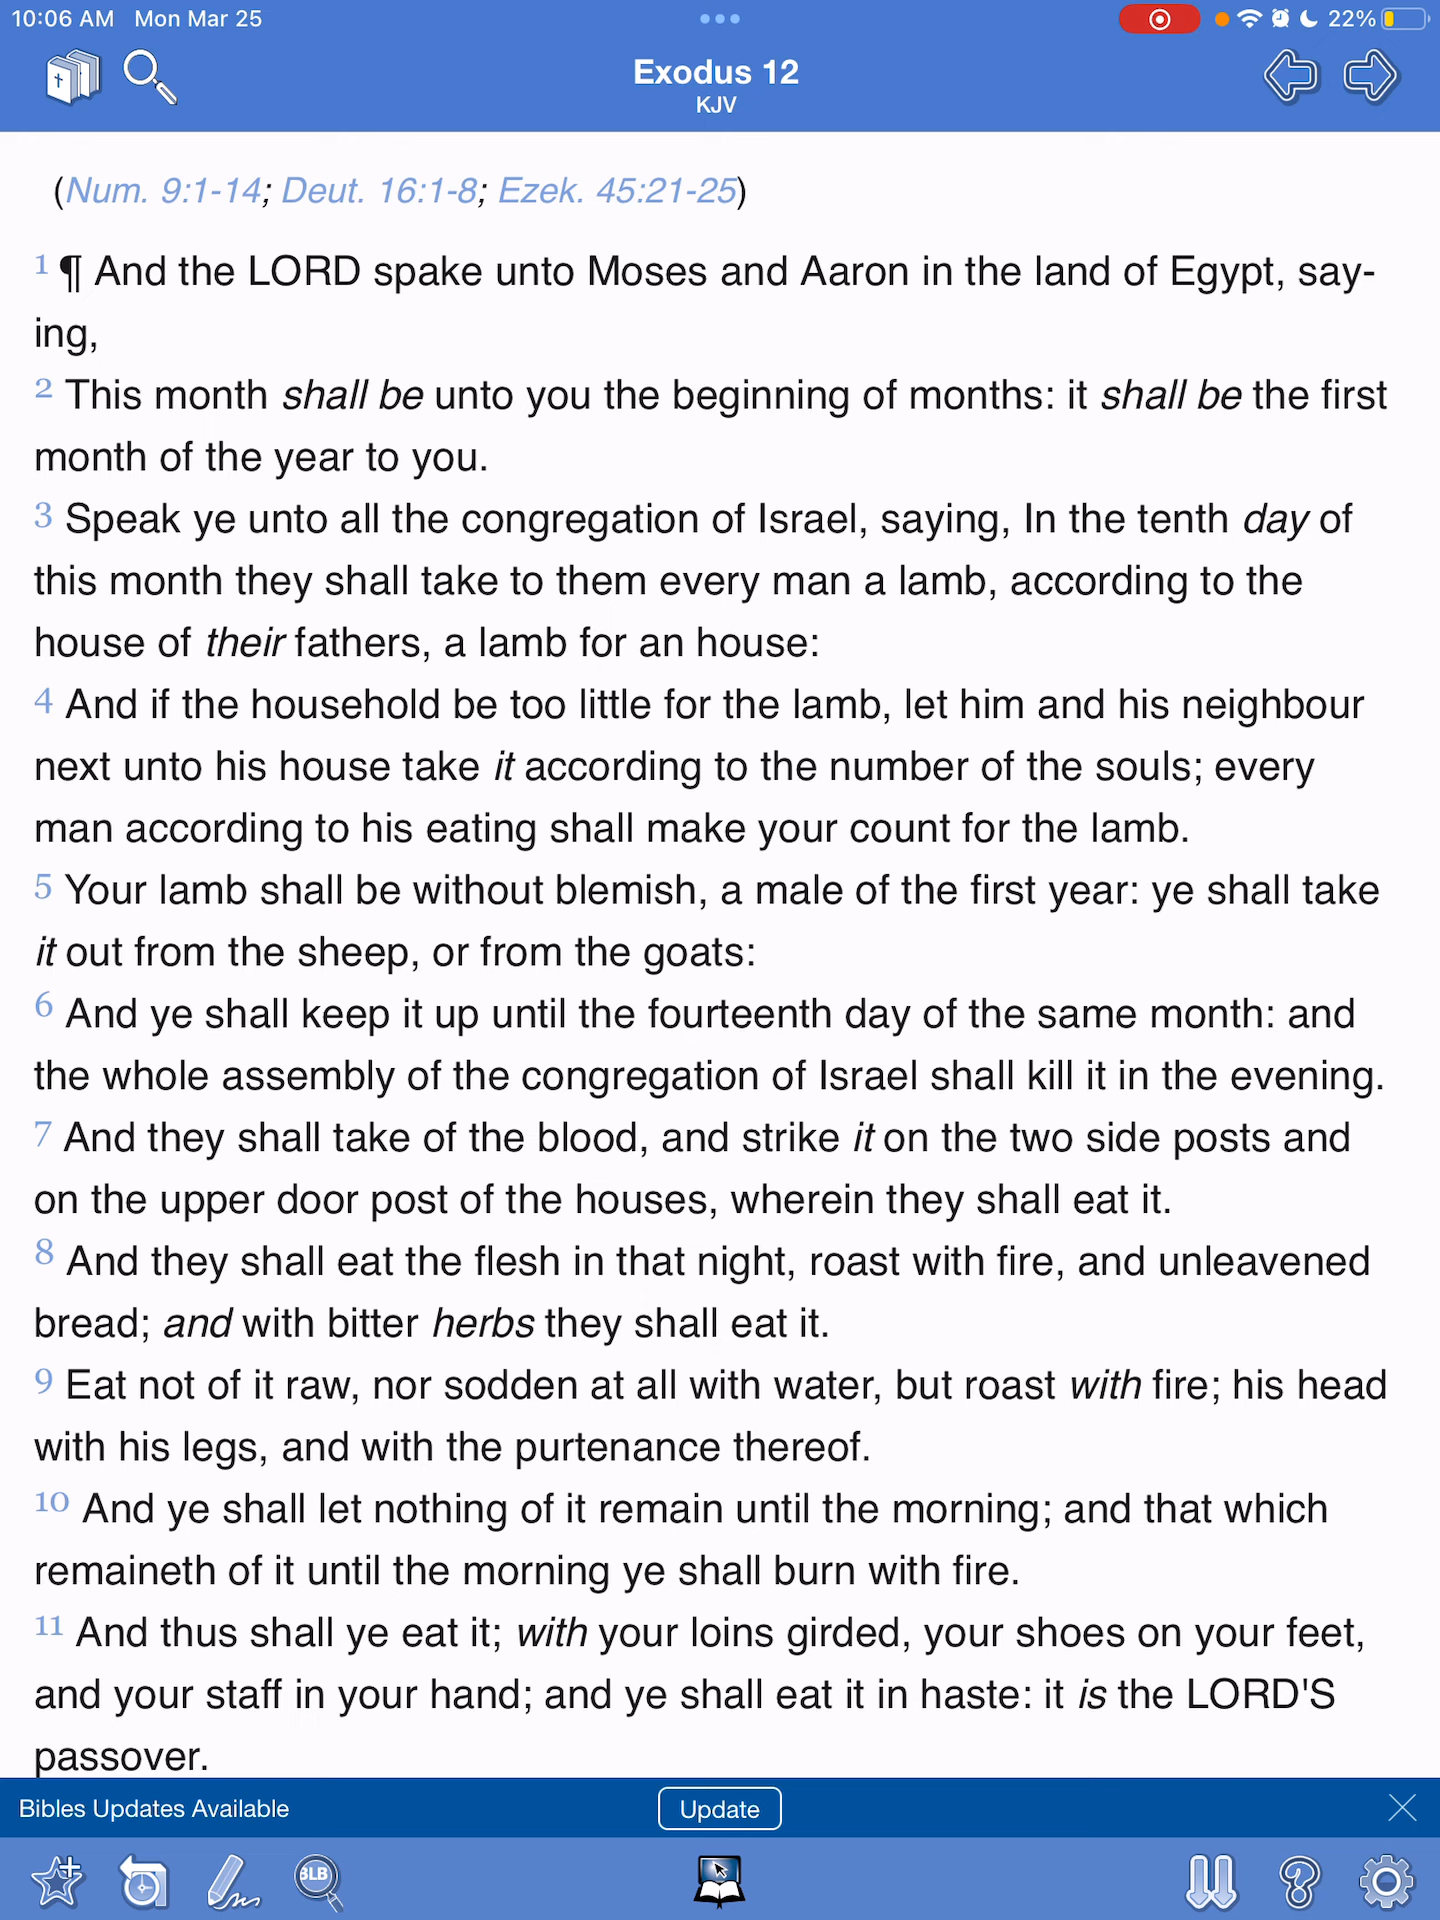 10:06 AM Mon Mar 25
22%
Exodus 12
KJV
(Num. 9:1-14; Deut. 16:1-8; Ezek. 45:21-25)
1 ¶ And the LORD spake unto Moses and Aaron in the land of Egypt, say-
ing,
2 This month shall be unto you the beginning of months: it shall be the first
month of the year to you.
3 Speak ye unto all the congregation of Israel, saying, In the tenth day of
this month they shall take to them every man a lamb, according to the
house of their fathers, a lamb for an house:
4 And if the household be too little for the lamb, let him and his neighbour
next unto his house take it according to the number of the souls; every
man according to his eating shall make your count for the lamb.
5 Your lamb shall be without blemish, a male of the first year: ye shall take
it out from the sheep, or from the goats:
6 And ye shall keep it up until the fourteenth day of the same month: and
the whole assembly of the congregation of Israel shall kill it in the evening.
7 And they shall take of the blood, and strike it on the two side posts and
on the upper door post of the houses, wherein they shall eat it.
8 And they shall eat the flesh in that night, roast with fire, and unleavened
bread; and with bitter herbs they shall eat it.
9 Eat not of it raw, nor sodden at all with water, but roast with fire; his head
with his legs, and with the purtenance thereof.
10 And ye shall let nothing of it remain until the morning; and that which
remaineth of it until the morning ye shall burn with fire.
11 And thus shall ye eat it; with your loins girded, your shoes on your feet,
and your staff in your hand; and ye shall eat it in haste: it is the LORD'S
passover.
Bibles Updates Available
Update
BLB